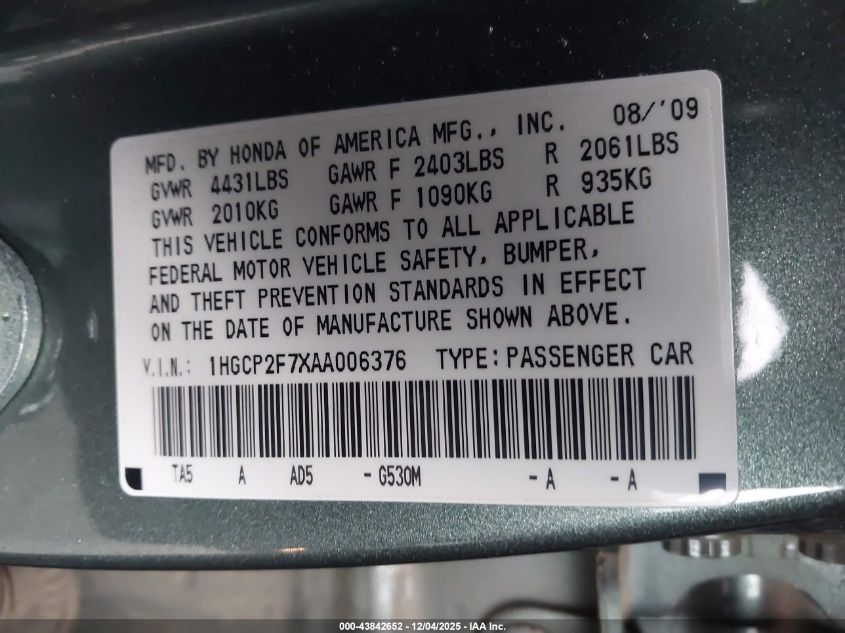 MFD. BY HONDA OF AMERICA MFG., INC. 08/'09
GVWR 4431LBS GAWR F 2403LBS R 2061LBS
GVWR 2010KG GAWR F 1090KG R 935KG
THIS VEHICLE CONFORMS TO ALL APPLICABLE
FEDERAL MOTOR VEHICLE SAFETY, BUMPER,
AND THEFT PREVENTION STANDARDS IN EFFECT
ON THE DATE OF MANUFACTURE SHOWN ABOVE.
V.I.N.: 1HGCP2F7XAA006376 TYPE: PASSENGER CAR
TA5 A AD5 - G530M - A - A
000-43842652 - 12/04/2025 - IAA Inc.